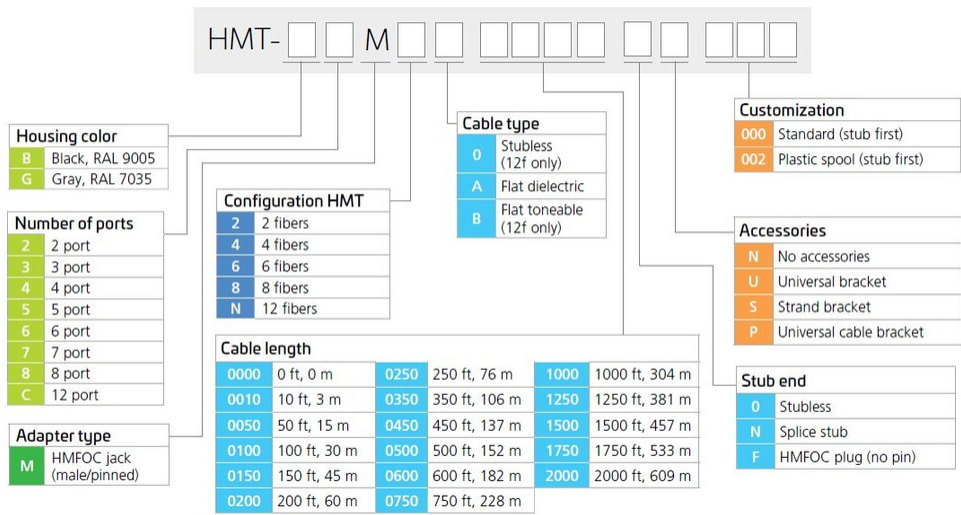 HMT- M
Housing color
B Black, RAL 9005
G Gray, RAL 7035
Number of ports
2 2 port
3 3 port
4 4 port
5 5 port
6 6 port
7 7 port
8 8 port
C 12 port
Adapter type
M HMFOC jack
(male/pinned)
Configuration HMT
2 2 fibers
4 4 fibers
6 6 fibers
8 8 fibers
N 12 fibers
Cable type
0 Stubless
(12f only)
A Flat dielectric
B Flat toneable
(12f only)
Cable length
0000 0 ft, 0 m 0250 250 ft, 76 m 1000 1000 ft, 304 m
0010 10 ft, 3 m 0350 350 ft, 106 m 1250 1250 ft, 381 m
0050 50 ft, 15 m 0450 450 ft, 137 m 1500 1500 ft, 457 m
0100 100 ft, 30 m 0500 500 ft, 152 m 1750 1750 ft, 533 m
0150 150 ft, 45 m 0600 600 ft, 182 m 2000 2000 ft, 609 m
0200 200 ft, 60 m 0750 750 ft, 228 m
Customization
000 Standard (stub first)
002 Plastic spool (stub first)
Accessories
N No accessories
U Universal bracket
S Strand bracket
P Universal cable bracket
Stub end
0 Stubless
N Splice stub
F HMFOC plug (no pin)